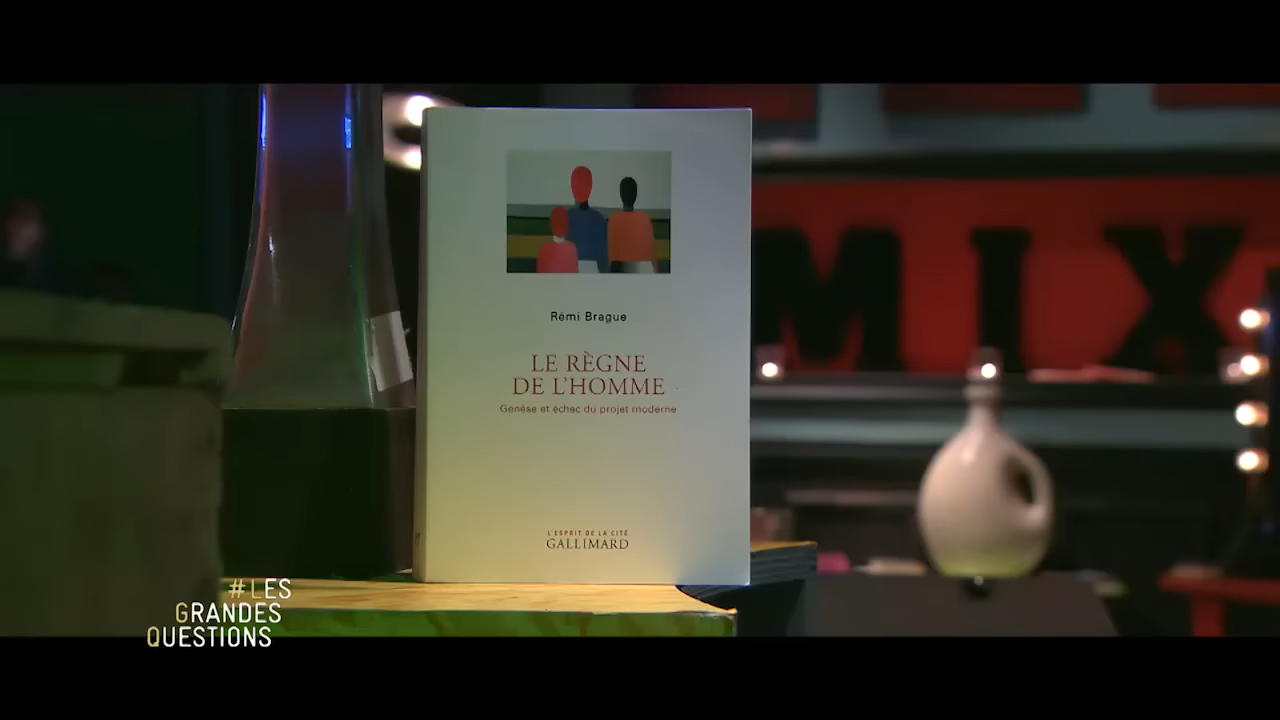 Rémi Brague
LE RÈGNE
DE L'HOMME
Genèse et échec du projet moderne
L'ESPRIT DE LA CITÉ
GALLIMARD
MIX
#LES
GRANDES
QUESTIONS